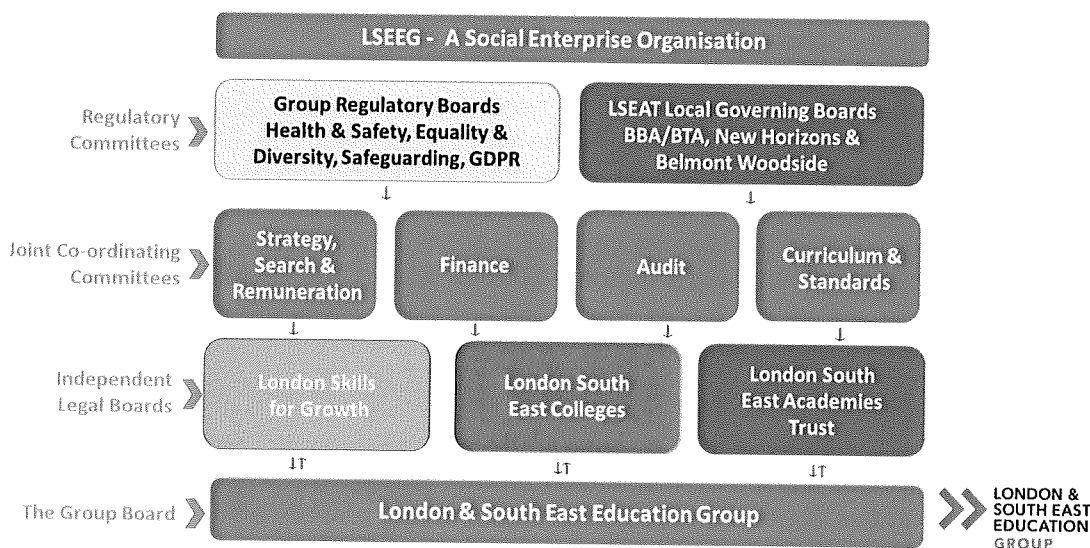 LSEEG - A Social Enterprise Organisation
Regulatory
Committees
Group Regulatory Boards
Health & Safety, Equality &
Diversity, Safeguarding, GDPR
LSEAT Local Governing Boards
BBA/BTA, New Horizons &
Belmont Woodside
Joint Co-ordinating
Committees
Strategy,
Search &
Remuneration
Finance
Audit
Curriculum &
Standards
Independent
Legal Boards
London Skills
for Growth
London South
East Colleges
London South
East Academies
Trust
The Group Board
London & South East Education Group
LONDON &
SOUTH EAST
EDUCATION
GROUP